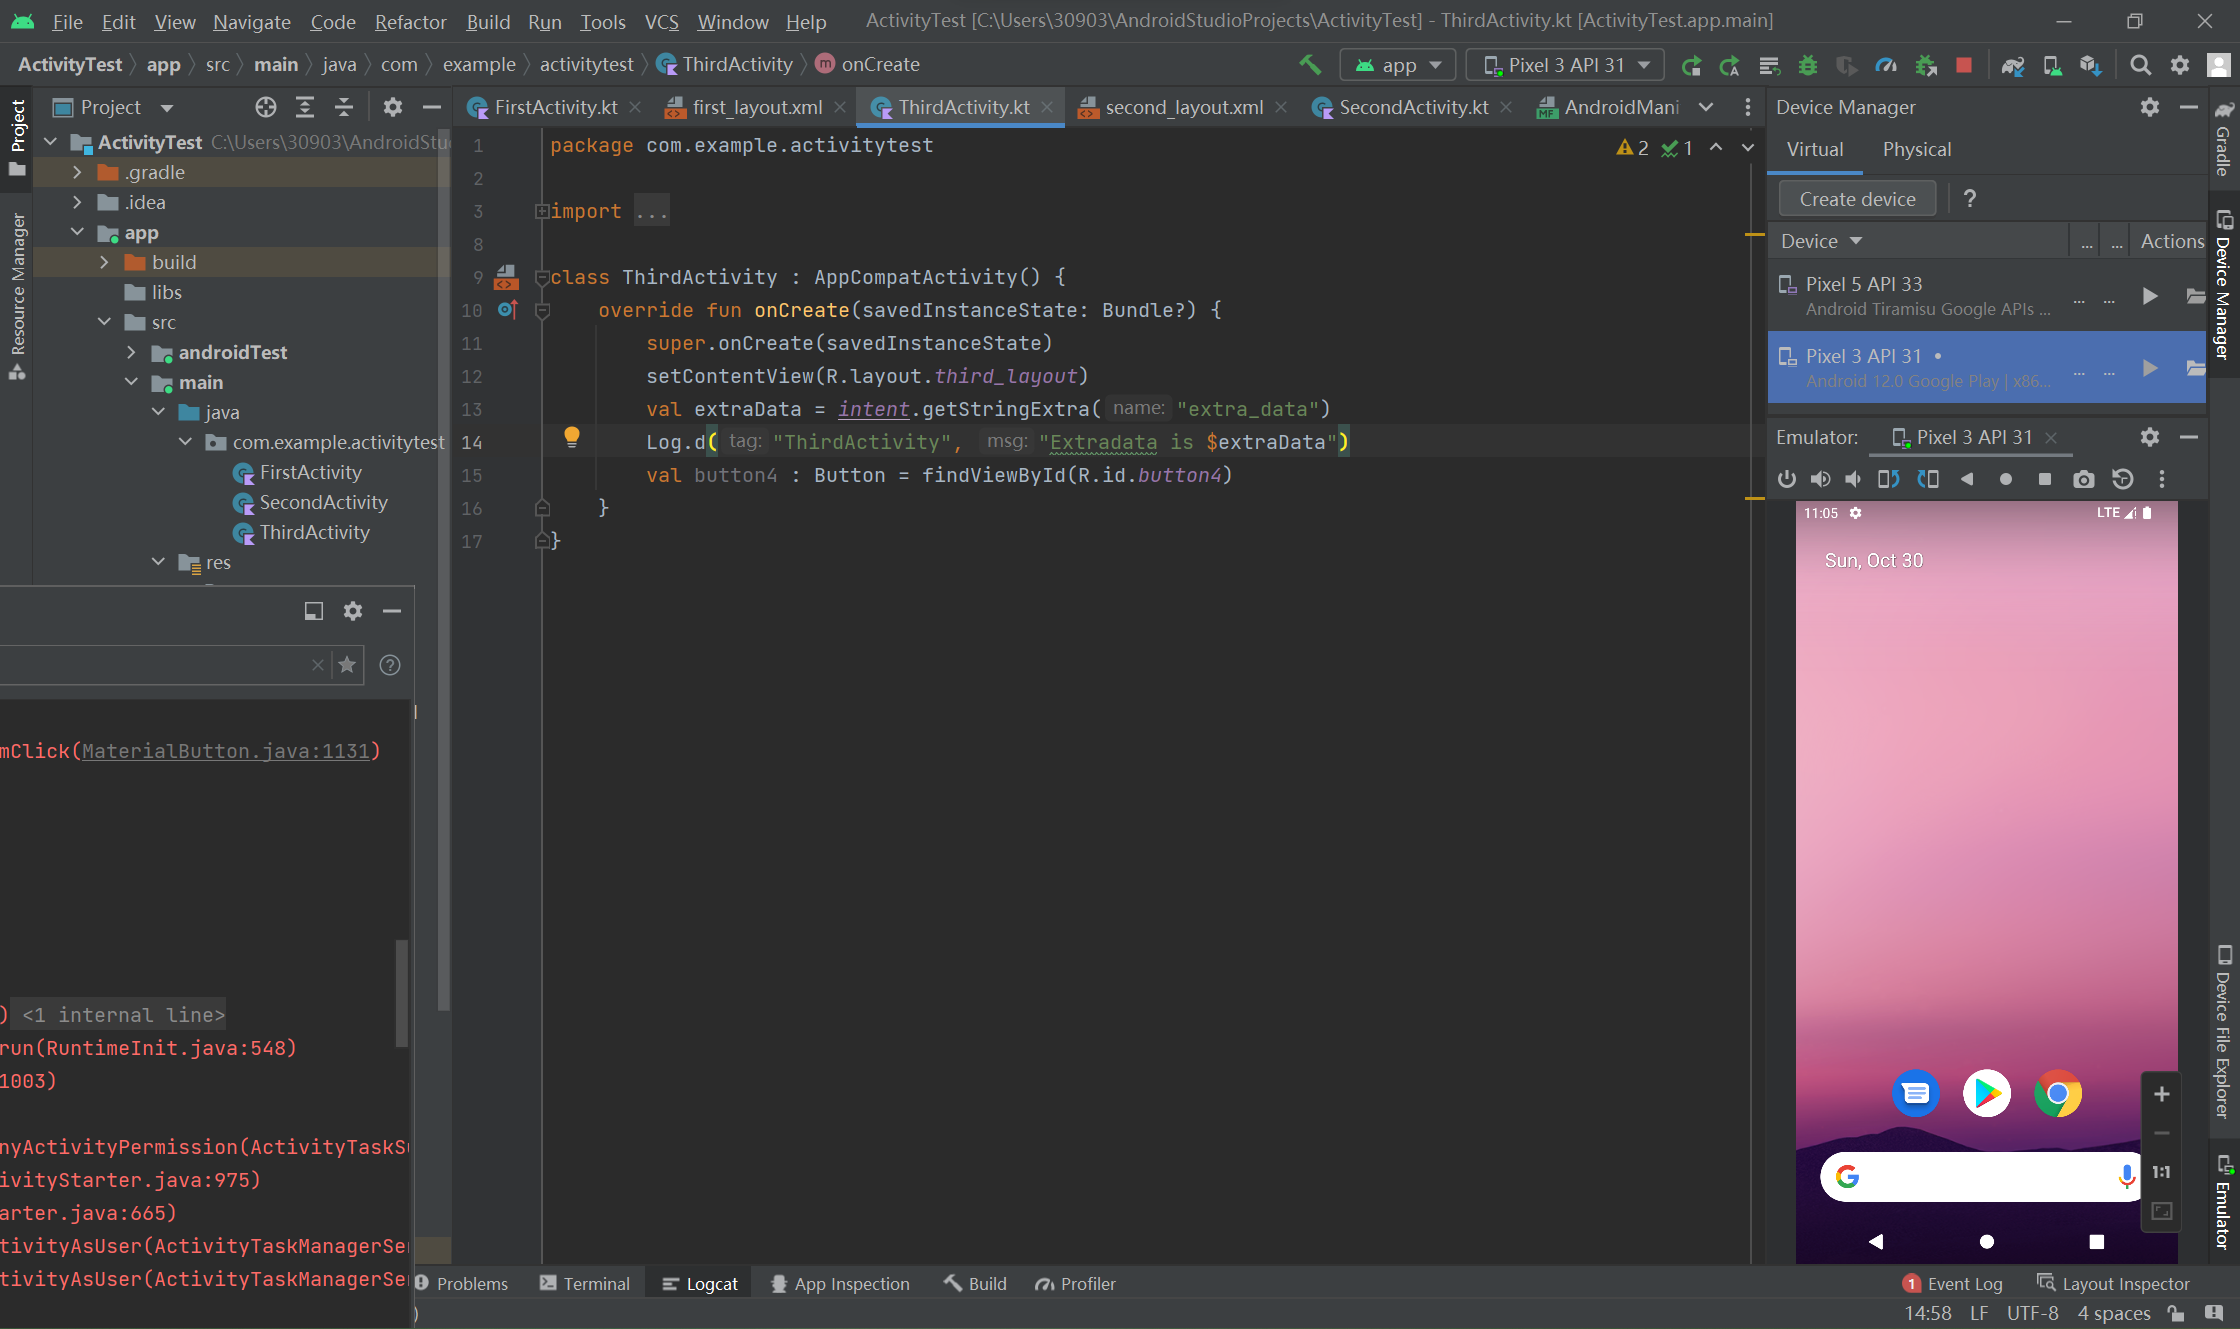 File Edit View Navigate Code Refactor Build Run Tools VCS Window Help ActivityTest [C:\Users\30903\AndroidStudioProjects\ActivityTest] - ThirdActivity.kt [ActivityTest.app.main]
ActivityTest app src main java com example activitytest ThirdActivity m onCreate app Pixel 3 API 31
Project
Project
FirstActivity.kt first_layout.xml ThirdActivity.kt second_layout.xml SecondActivity.kt AndroidMani
Device Manager
Gradle
ActivityTest C:\Users\30903\AndroidStu
.gradle
.idea
app
build
libs
src
androidTest
main
java
com.example.activitytest
FirstActivity
SecondActivity
ThirdActivity
res
Resource Manager
1 package com.example.activitytest
2
3 import ...
8
9 class ThirdActivity : AppCompatActivity() {
10 override fun onCreate(savedInstanceState: Bundle?) {
11 super.onCreate(savedInstanceState)
12 setContentView(R.layout.third_layout)
13 val extraData = intent.getStringExtra( name: "extra_data")
14 Log.d( tag: "ThirdActivity", msg: "Extradata is $extraData")
15 val button4 : Button = findViewById(R.id.button4)
16 }
17 }
2 1
Virtual Physical
Create device ?
Device ... ... Actions
Pixel 5 API 33
Android Tiramisu Google APIs ... ... ...
Pixel 3 API 31 •
Android 12.0 Google Play | x86... ... ...
Device Manager
Emulator: Pixel 3 API 31
11:05 LTE
Sun, Oct 30
1:1
Device File Explorer
Emulator
mClick(MaterialButton.java:1131)
) <1 internal line>
run(RuntimeInit.java:548)
1003)
nyActivityPermission(ActivityTaskSu
ivityStarter.java:975)
arter.java:665)
tivityAsUser(ActivityTaskManagerSer
tivityAsUser(ActivityTaskManagerSer
)
Problems Terminal Logcat App Inspection Build Profiler 1 Event Log Layout Inspector
14:58 LF UTF-8 4 spaces